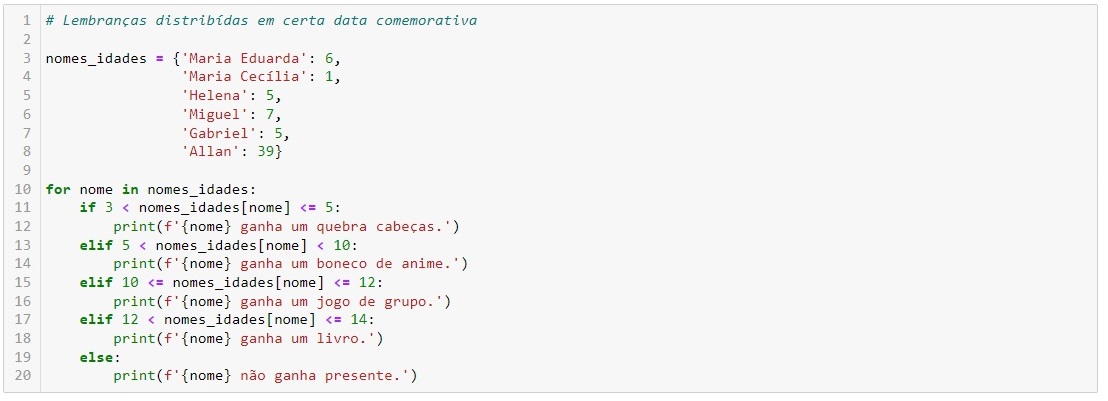 1 # Lembranças distribídas em certa data comemorativa
2
3 nomes_idades = {'Maria Eduarda': 6,
4                 'Maria Cecília': 1,
5                 'Helena': 5,
6                 'Miguel': 7,
7                 'Gabriel': 5,
8                 'Allan': 39}
9
10 for nome in nomes_idades:
11     if 3 < nomes_idades[nome] <= 5:
12         print(f'{nome} ganha um quebra cabeças.')
13     elif 5 < nomes_idades[nome] < 10:
14         print(f'{nome} ganha um boneco de anime.')
15     elif 10 <= nomes_idades[nome] <= 12:
16         print(f'{nome} ganha um jogo de grupo.')
17     elif 12 < nomes_idades[nome] <= 14:
18         print(f'{nome} ganha um livro.')
19     else:
20         print(f'{nome} não ganha presente.')